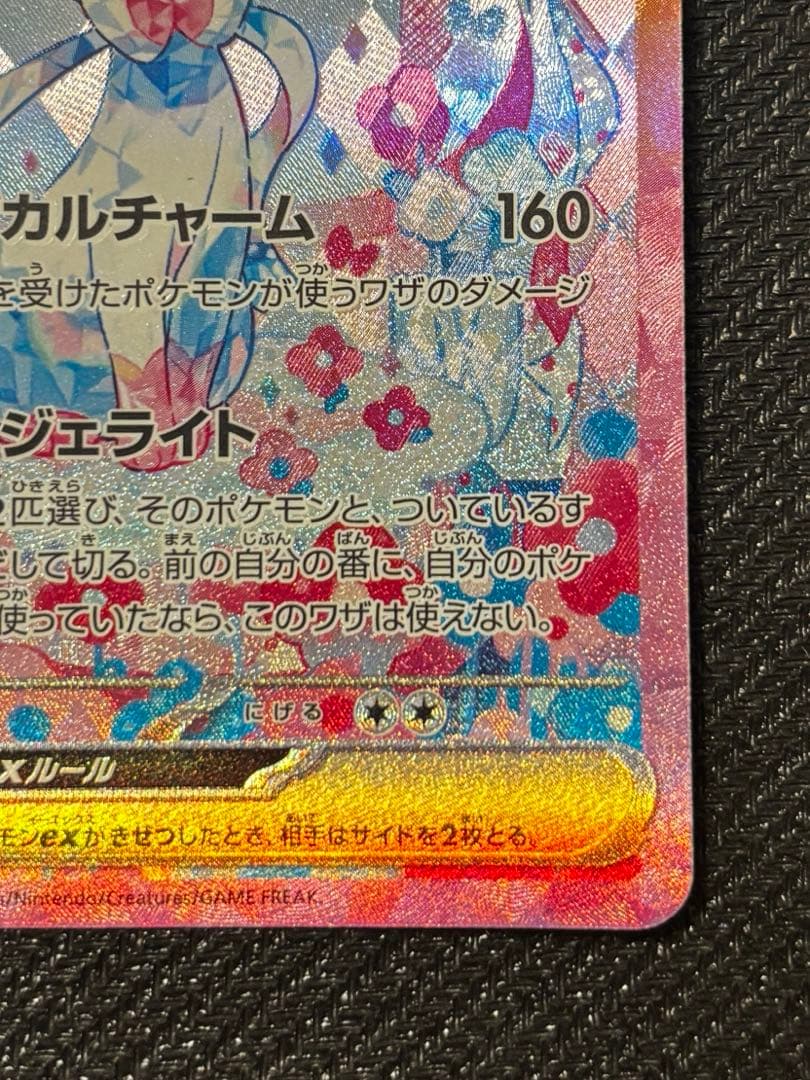 カルチャーム 160
を受けたポケモンが使うワザのダメージ
ジェライト
匹選び、そのポケモンと、ついているす
して切る。前の自分の番に、自分のポケ
使っていたなら、このワザは使えない。
にげる
xルール
モンexがきぜつしたとき、相手はサイドを2枚とる。
/Nintendo/Creatures/GAME FREAK.